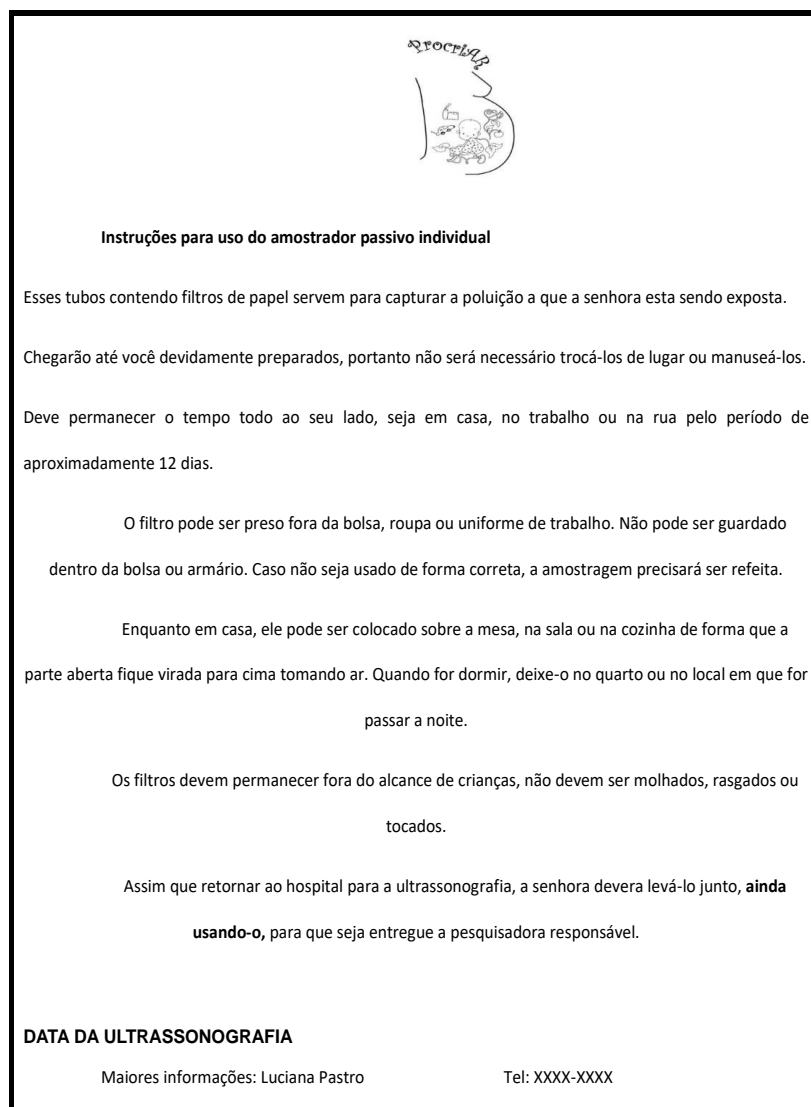 ProcriAR
Instruções para uso do amostrador passivo individual
Esses tubos contendo filtros de papel servem para capturar a poluição a que a senhora esta sendo exposta.
Chegarão até você devidamente preparados, portanto não será necessário trocá-los de lugar ou manuseá-los.
Deve permanecer o tempo todo ao seu lado, seja em casa, no trabalho ou na rua pelo período de
aproximadamente 12 dias.
O filtro pode ser preso fora da bolsa, roupa ou uniforme de trabalho. Não pode ser guardado
dentro da bolsa ou armário. Caso não seja usado de forma correta, a amostragem precisará ser refeita.
Enquanto em casa, ele pode ser colocado sobre a mesa, na sala ou na cozinha de forma que a
parte aberta fique virada para cima tomando ar. Quando for dormir, deixe-o no quarto ou no local em que for
passar a noite.
Os filtros devem permanecer fora do alcance de crianças, não devem ser molhados, rasgados ou
tocados.
Assim que retornar ao hospital para a ultrassonografia, a senhora devera levá-lo junto, ainda
usando-o, para que seja entregue a pesquisadora responsável.
DATA DA ULTRASSONOGRAFIA
Maiores informações: Luciana Pastro Tel: XXXX-XXXX